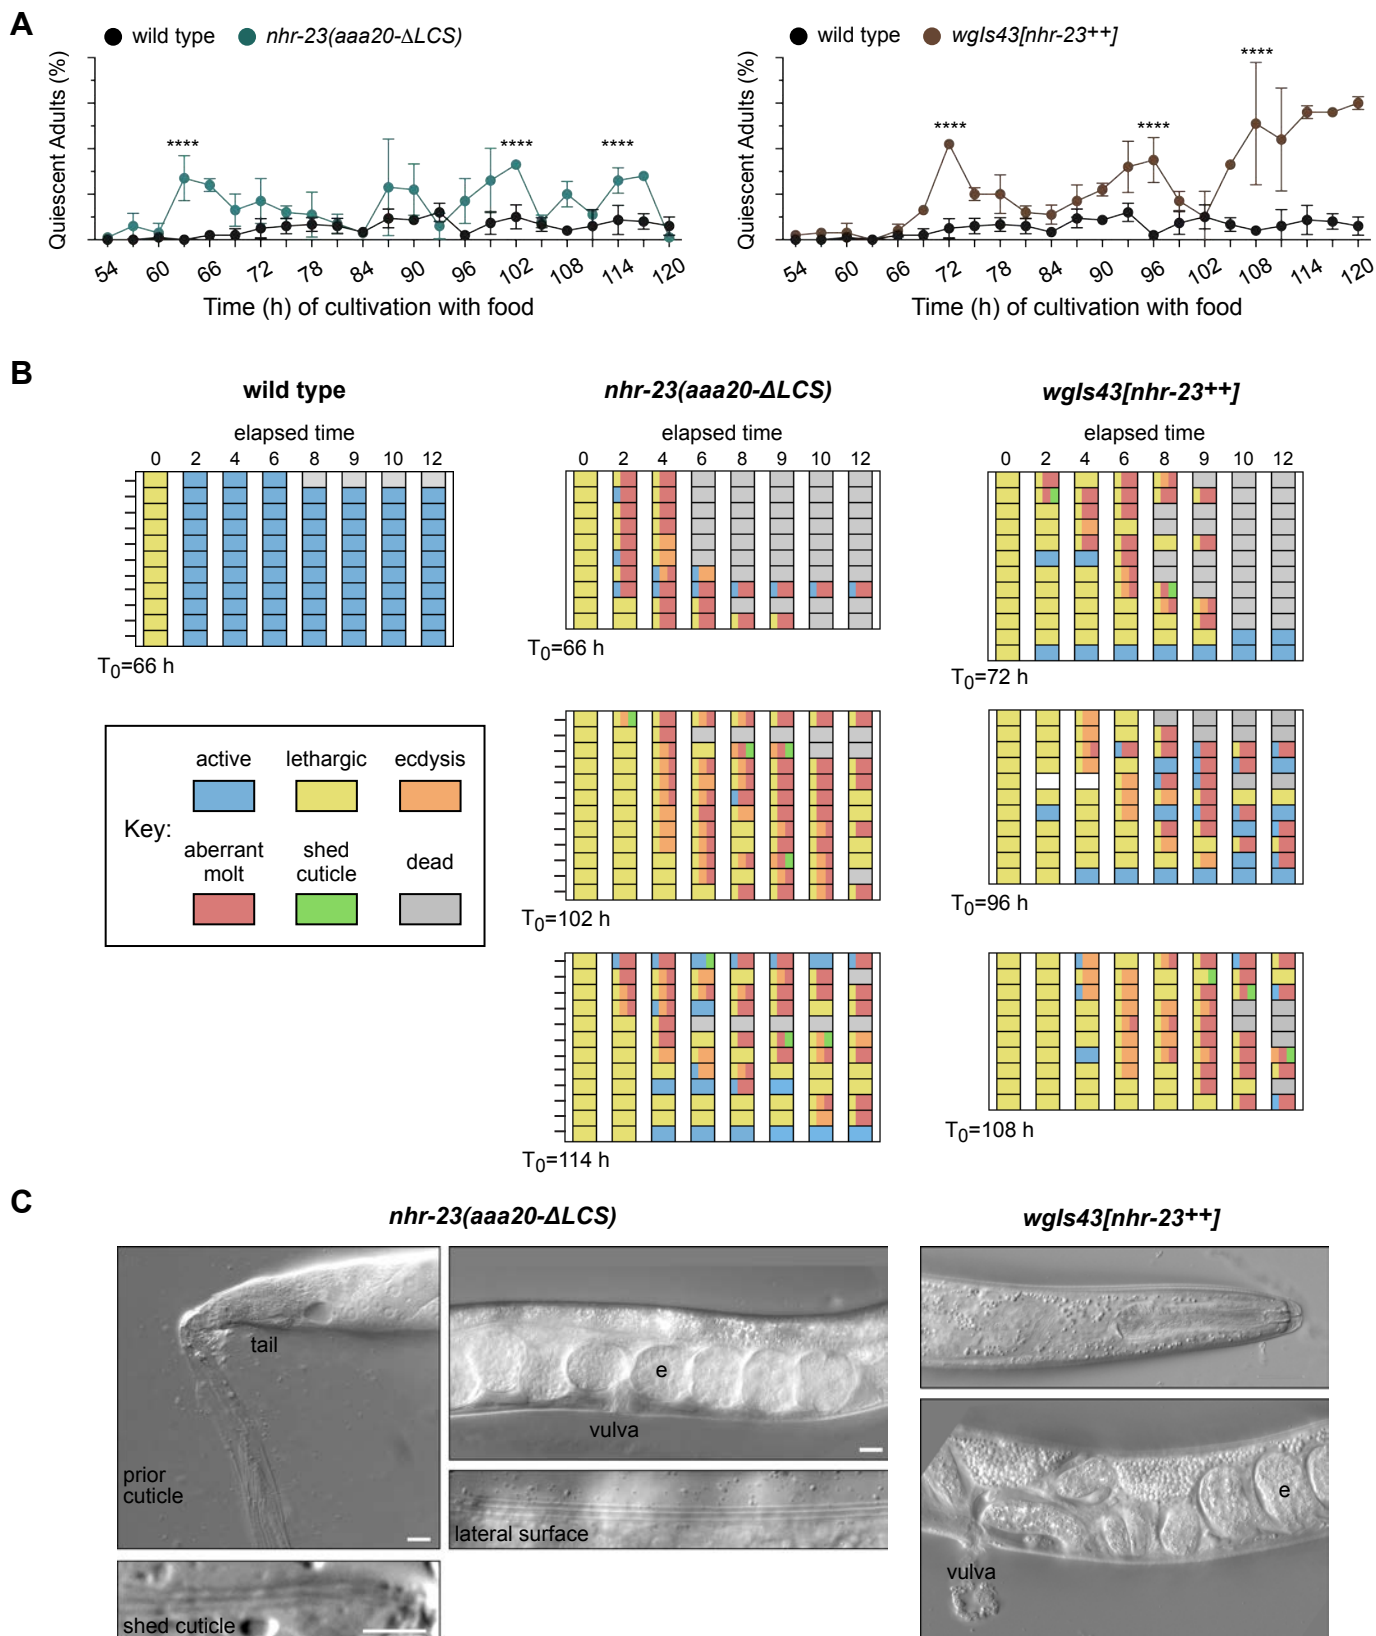 A
wild type nhr-23(aaa20-ΔLCS)
Quiescent Adults (%)
54 60 66 72 78 84 90 96 102 108 114 120
Time (h) of cultivation with food
**** **** ****
wild type wgIs43[nhr-23++]
Quiescent Adults (%)
54 60 66 72 78 84 90 96 102 108 114 120
Time (h) of cultivation with food
**** **** ****
B
wild type
elapsed time
0 2 4 6 8 9 10 12
T0=66 h
Key:
active lethargic ecdysis
aberrant molt
shed cuticle
dead
nhr-23(aaa20-ΔLCS)
elapsed time
0 2 4 6 8 9 10 12
T0=66 h
T0=102 h
T0=114 h
wgIs43[nhr-23++]
elapsed time
0 2 4 6 8 9 10 12
T0=72 h
T0=96 h
T0=108 h
C
nhr-23(aaa20-ΔLCS)
tail
prior
cuticle
shed cuticle
e
vulva
lateral surface
wgIs43[nhr-23++]
e
vulva